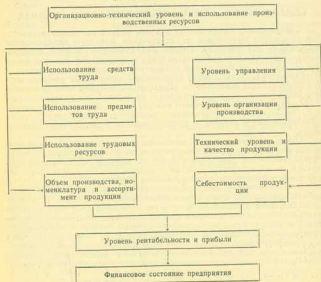 Организационно-технический уровень и использование произ-
водственных ресурсов
Использование средств
труда
Уровень управления
Использование предме-
тов труда
Уровень организации
производства
Использование трудовых
ресурсов
Технический уровень и
качество продукции
Объем производства, но-
менклатура и ассорти-
мент продукции
Себестоимость продук-
ции
Уровень рентабельности и прибыли
Финансовое состояние предприятия